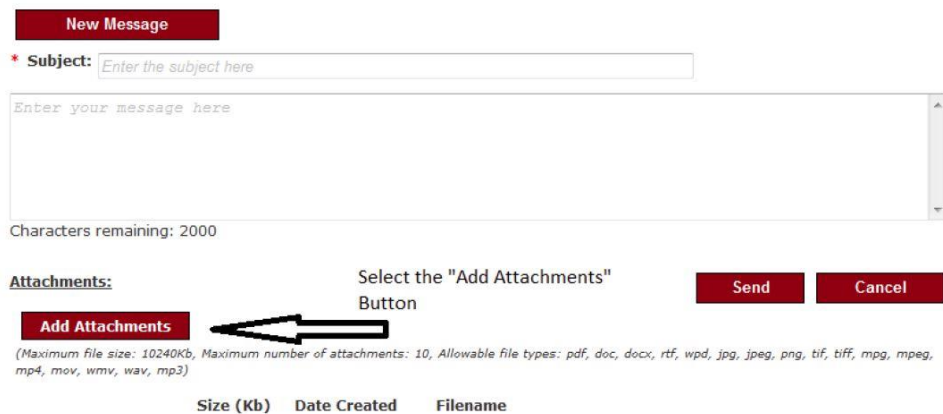 New Message
* Subject: Enter the subject here
Enter your message here
Characters remaining: 2000
Attachments:
Select the "Add Attachments"
Button
Send
Cancel
Add Attachments
(Maximum file size: 10240Kb, Maximum number of attachments: 10, Allowable file types: pdf, doc, docx, rtf, wpd, jpg, jpeg, png, tif, tiff, mpg, mpeg,
mp4, mov, wmv, wav, mp3)
Size (Kb) Date Created Filename